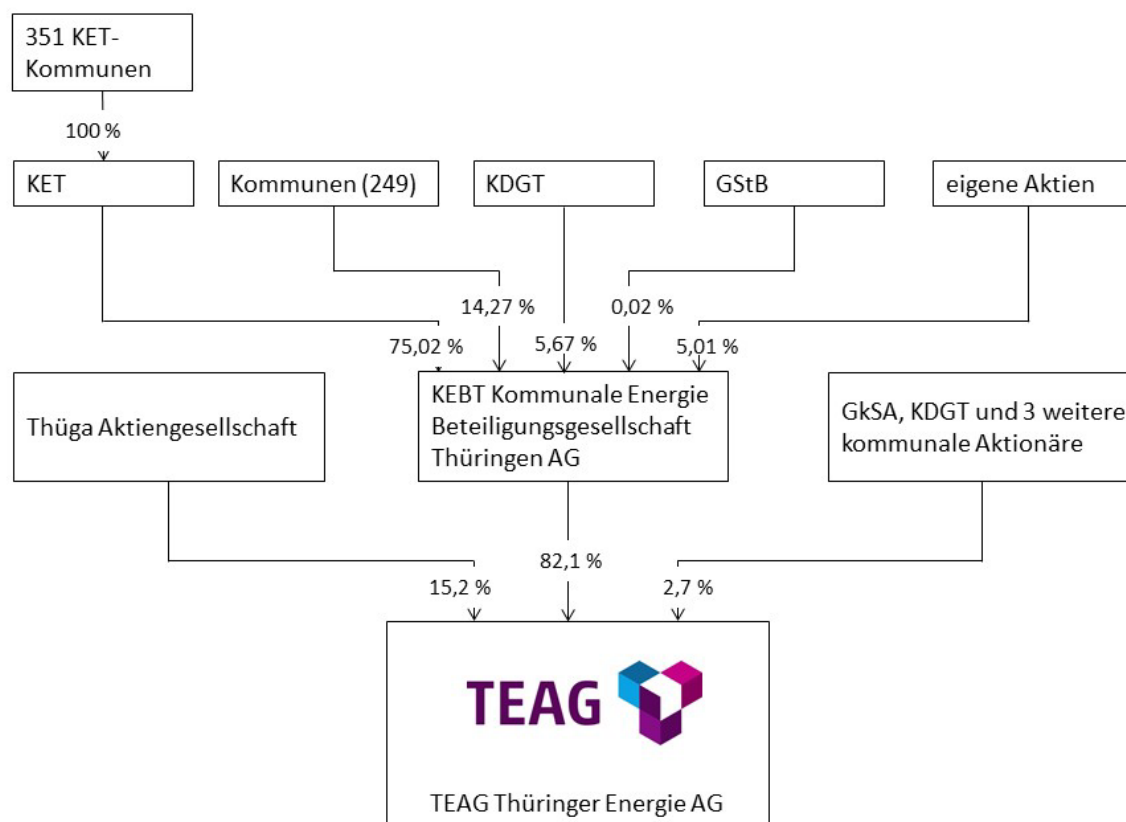 351 KET-
Kommunen
100 %
KET
Kommunen (249)
KDGT
GStB
eigene Aktien
14,27 %
0,02 %
75,02 %
5,67 %
5,01 %
Thüga Aktiengesellschaft
KEBT Kommunale Energie
Beteiligungsgesellschaft
Thüringen AG
GkSA, KDGT und 3 weitere
kommunale Aktionäre
82,1 %
15,2 %
2,7 %
TEAG
TEAG Thüringer Energie AG